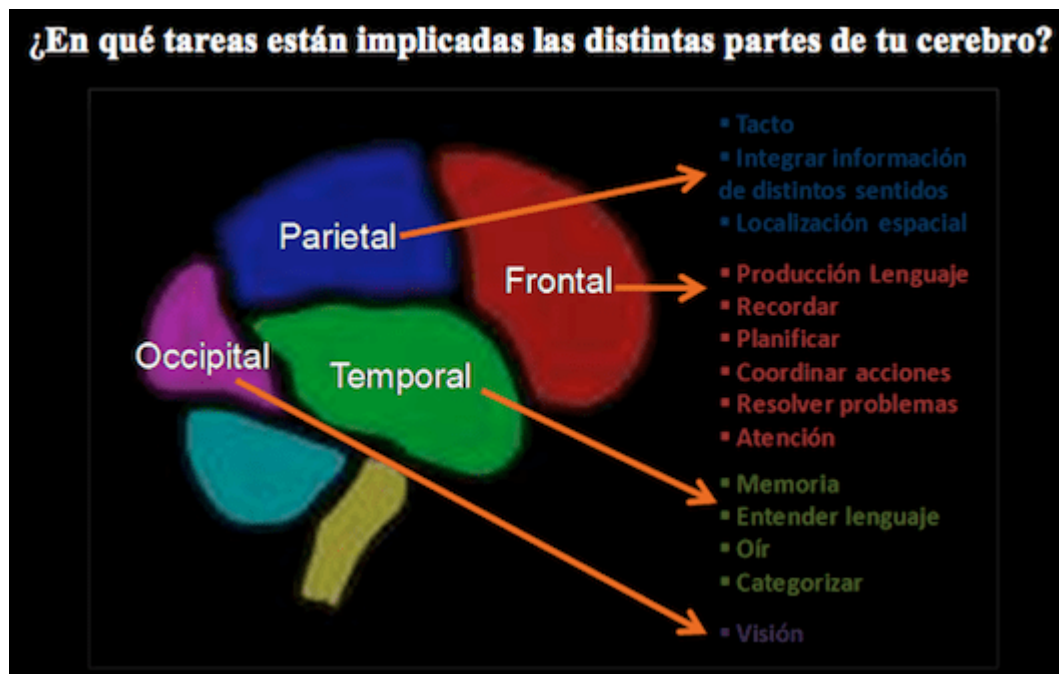 ¿En qué tareas están implicadas las distintas partes de tu cerebro?
▪ Tacto
▪ Integrar información
de distintos sentidos
▪ Localización espacial
Parietal
Frontal
▪ Producción Lenguaje
▪ Recordar
▪ Planificar
▪ Coordinar acciones
▪ Resolver problemas
▪ Atención
Occipital
Temporal
▪ Memoria
▪ Entender lenguaje
▪ Oír
▪ Categorizar
▪ Visión